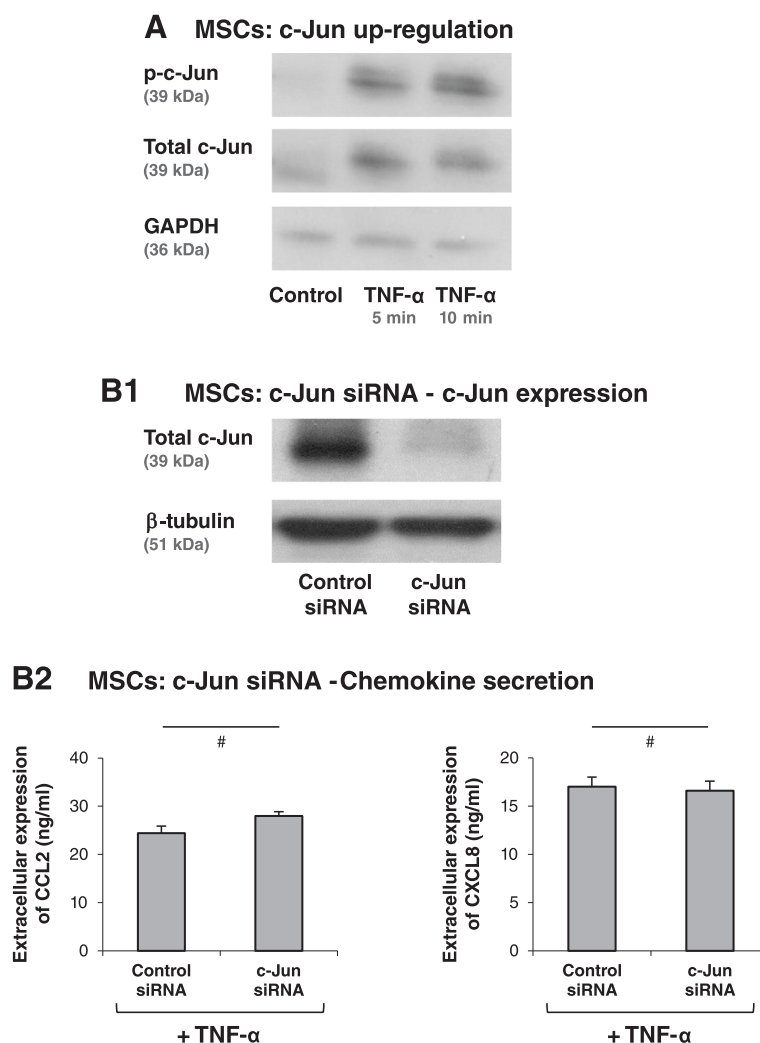 A MSCs: c-Jun up-regulation
p-c-Jun
(39 kDa)
Total c-Jun
(39 kDa)
GAPDH
(36 kDa)
Control TNF-α TNF-α
5 min 10 min
B1 MSCs: c-Jun siRNA - c-Jun expression
Total c-Jun
(39 kDa)
β-tubulin
(51 kDa)
Control c-Jun
siRNA siRNA
B2 MSCs: c-Jun siRNA -Chemokine secretion
Extracellular expression
of CCL2 (ng/ml)
#
40
30
20
10
0
Control c-Jun
siRNA siRNA
+ TNF-α
Extracellular expression
of CXCL8 (ng/ml)
#
20
15
10
5
0
Control c-Jun
siRNA siRNA
+ TNF-α